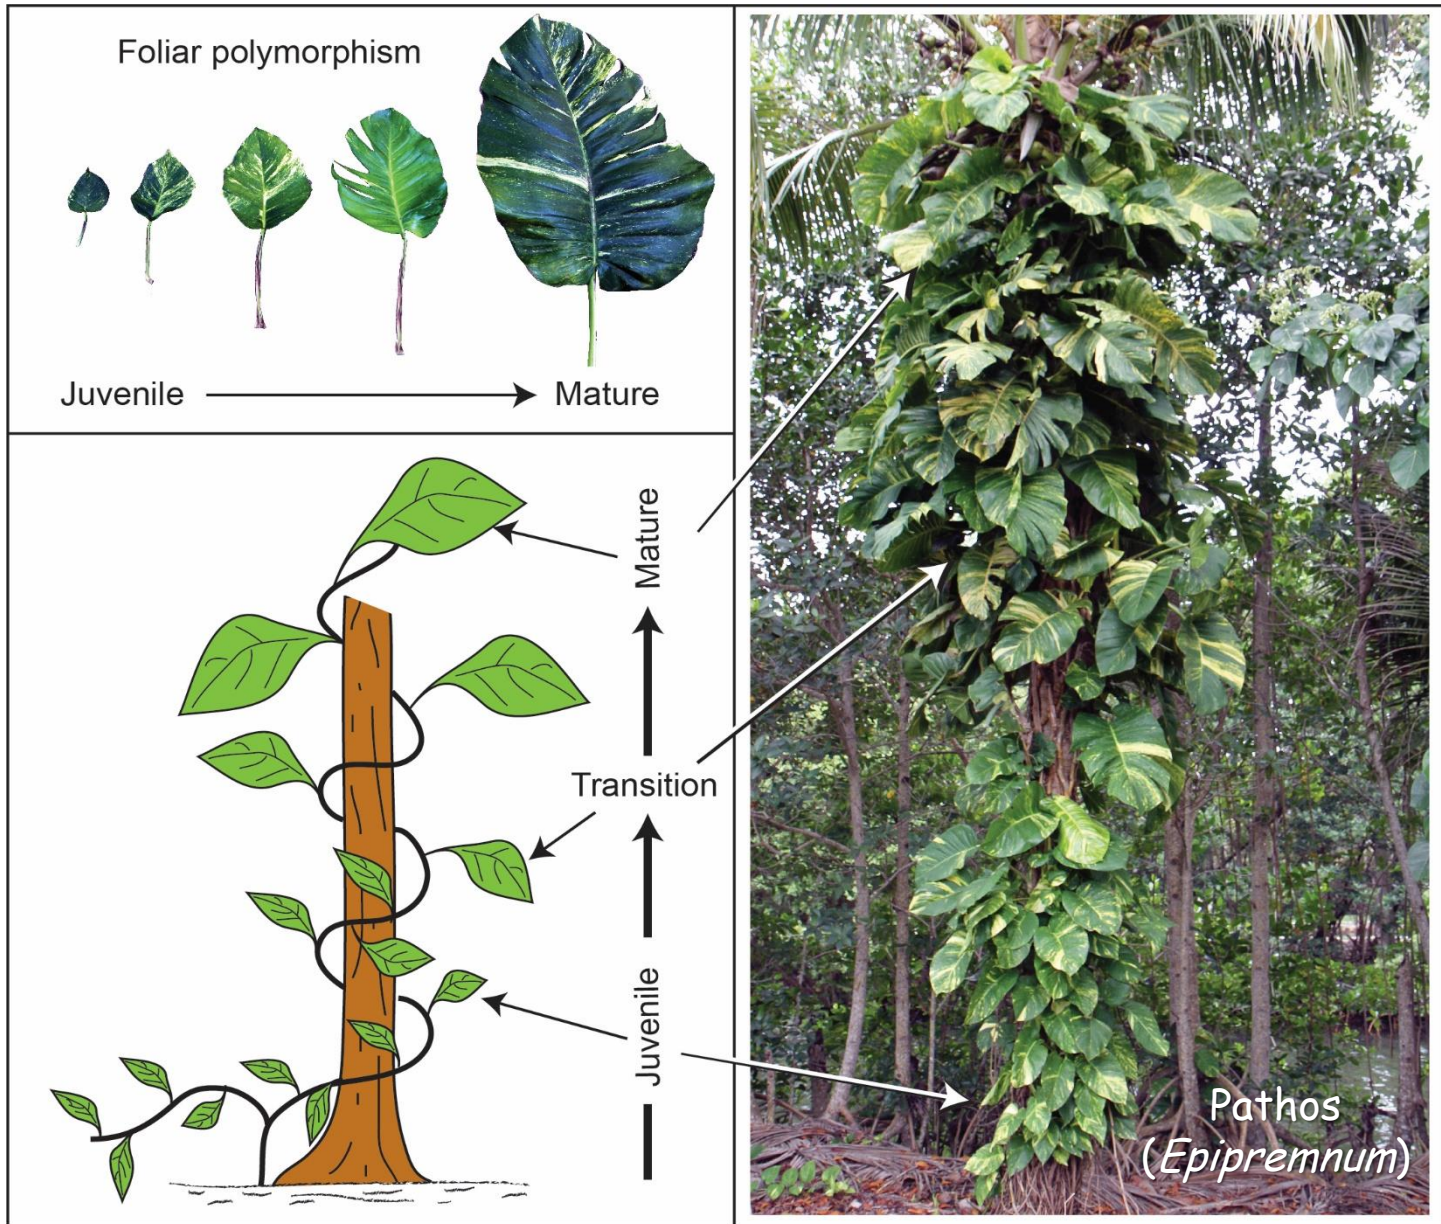 Foliar polymorphism
Juvenile
Mature
Mature
Transition
Juvenile
Pathos
(Epipremnum)